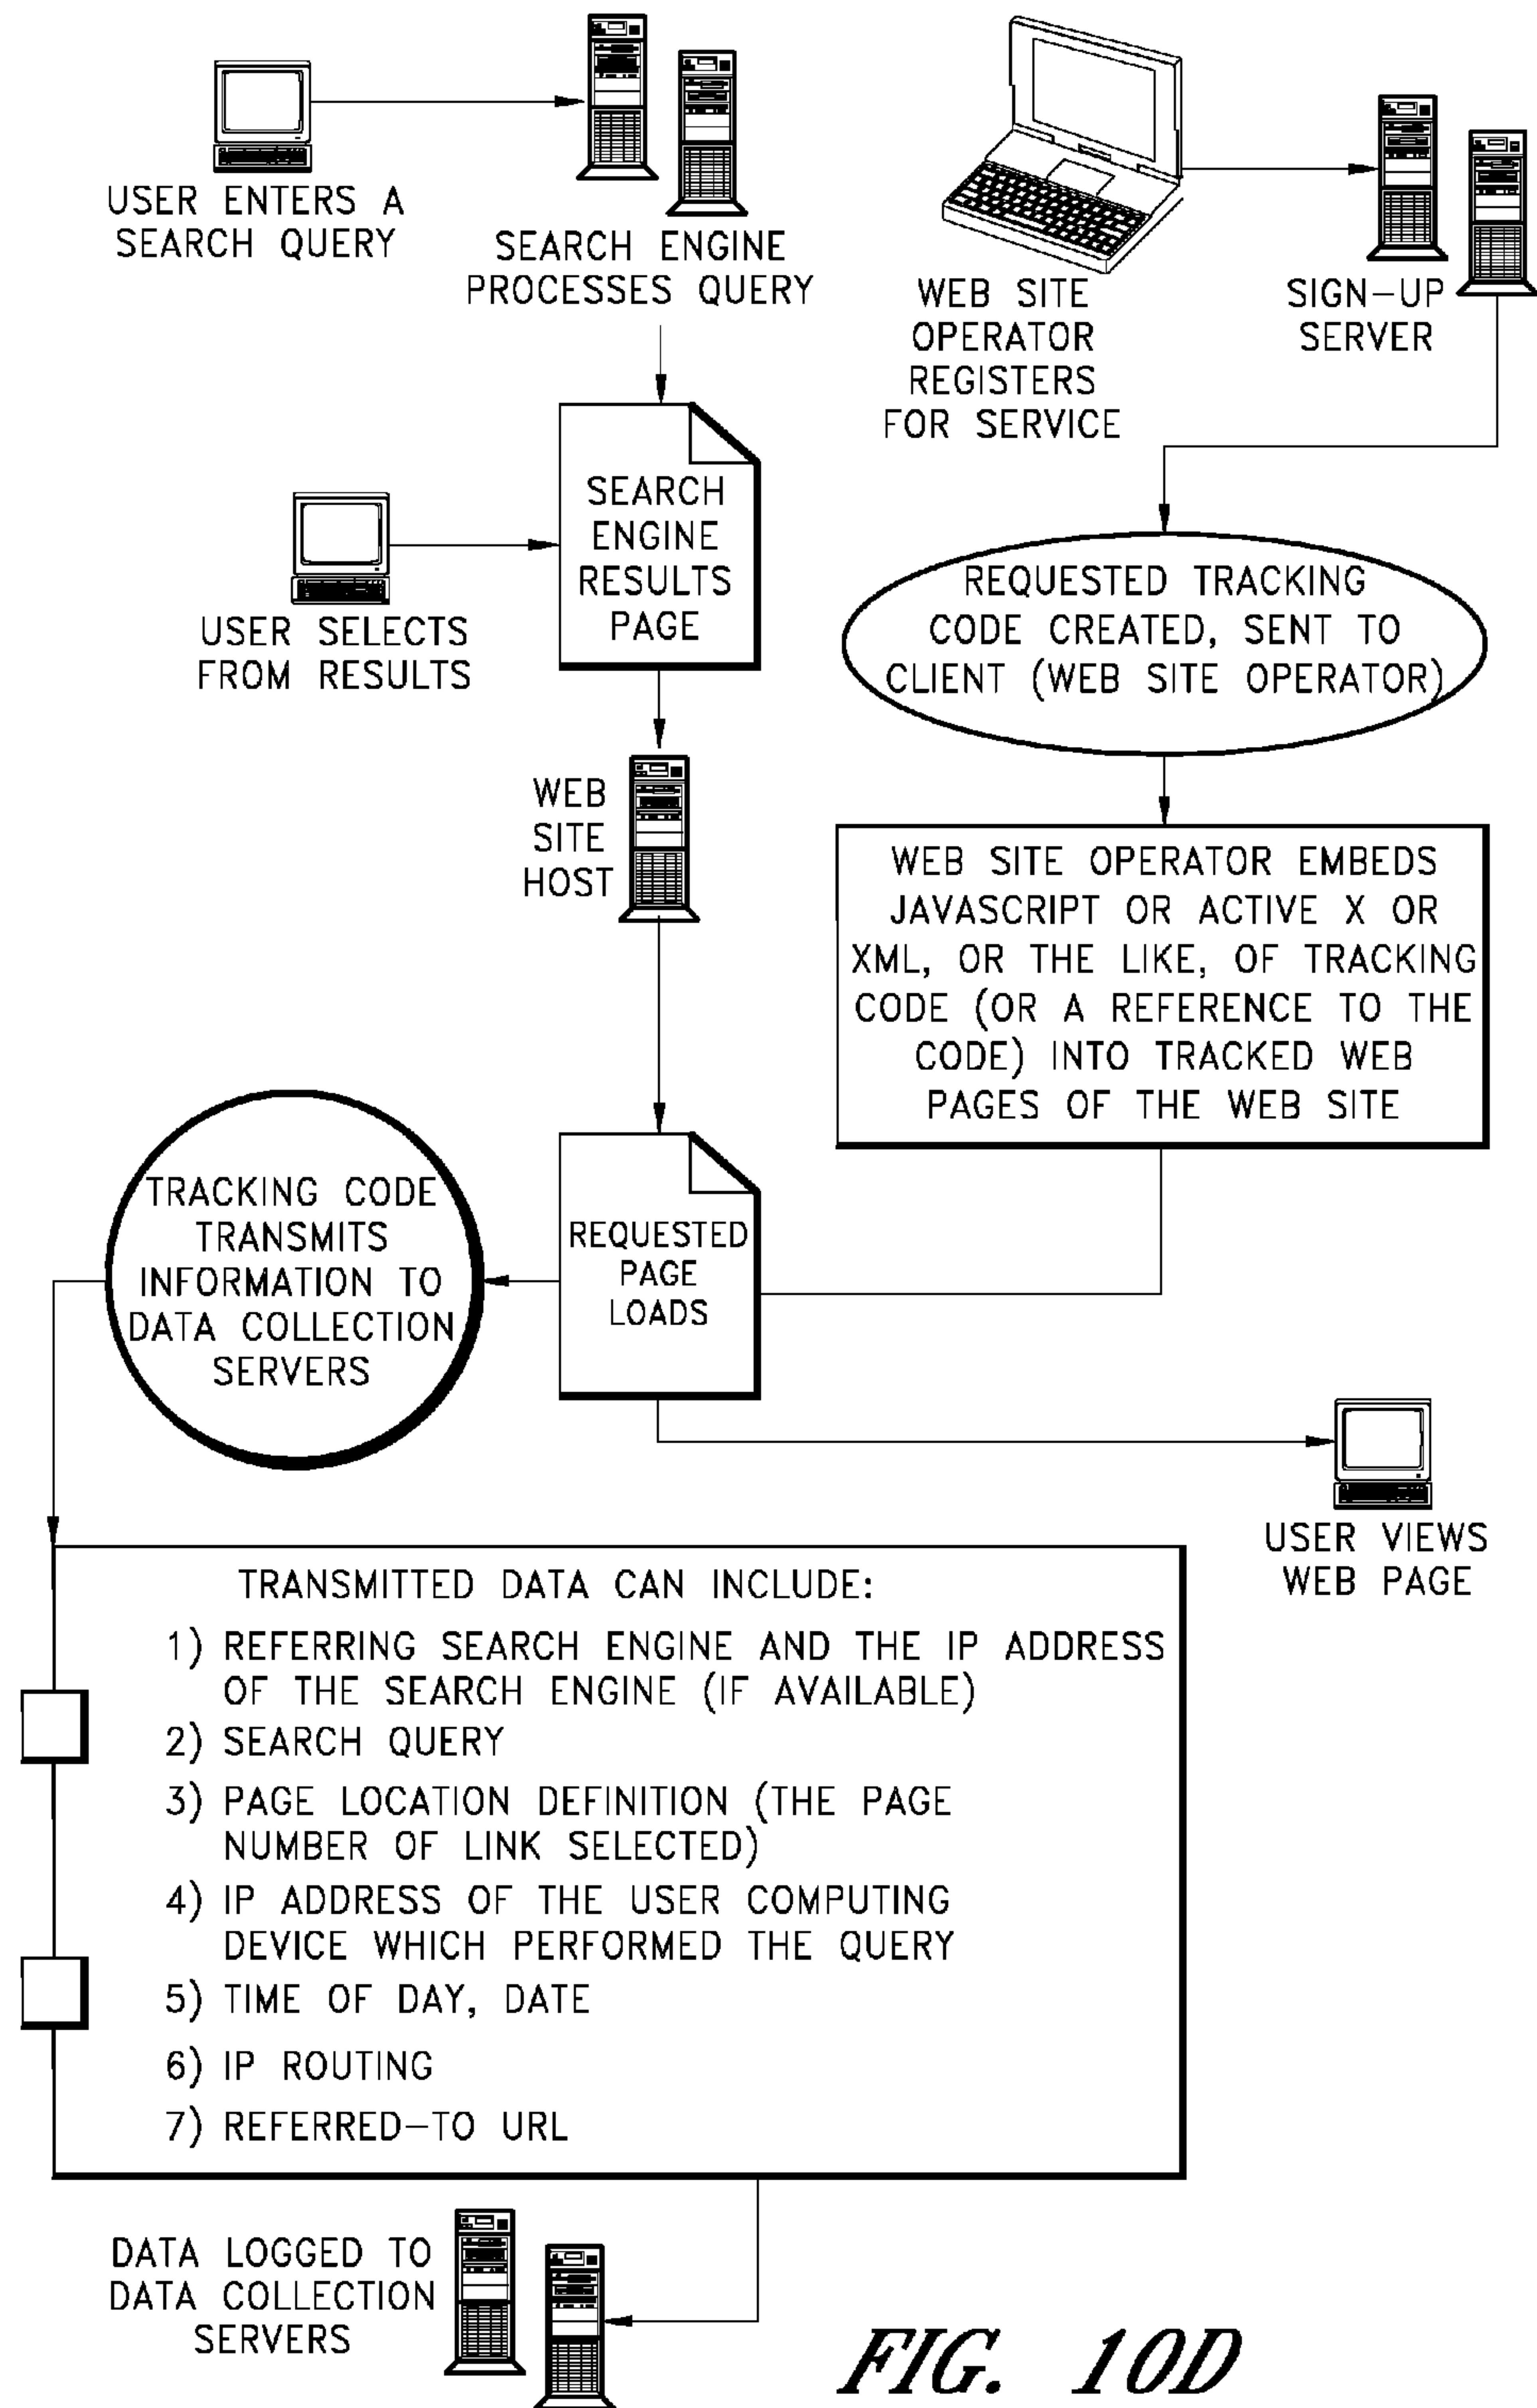 USER ENTERS A
SEARCH QUERY
SEARCH ENGINE
PROCESSES QUERY
WEB SITE
OPERATOR
REGISTERS
FOR SERVICE
SIGN-UP
SERVER
SEARCH
ENGINE
RESULTS
PAGE
USER SELECTS
FROM RESULTS
REQUESTED TRACKING
CODE CREATED, SENT TO
CLIENT (WEB SITE OPERATOR)
WEB
SITE
HOST
WEB SITE OPERATOR EMBEDS
JAVASCRIPT OR ACTIVE X OR
XML, OR THE LIKE, OF TRACKING
CODE (OR A REFERENCE TO THE
CODE) INTO TRACKED WEB
PAGES OF THE WEB SITE
TRACKING CODE
TRANSMITS
INFORMATION TO
DATA COLLECTION
SERVERS
REQUESTED
PAGE
LOADS
USER VIEWS
WEB PAGE
TRANSMITTED DATA CAN INCLUDE:
1) REFERRING SEARCH ENGINE AND THE IP ADDRESS
OF THE SEARCH ENGINE (IF AVAILABLE)
2) SEARCH QUERY
3) PAGE LOCATION DEFINITION (THE PAGE
NUMBER OF LINK SELECTED)
4) IP ADDRESS OF THE USER COMPUTING
DEVICE WHICH PERFORMED THE QUERY
5) TIME OF DAY, DATE
6) IP ROUTING
7) REFERRED-TO URL
DATA LOGGED TO
DATA COLLECTION
SERVERS
FIG. 10D